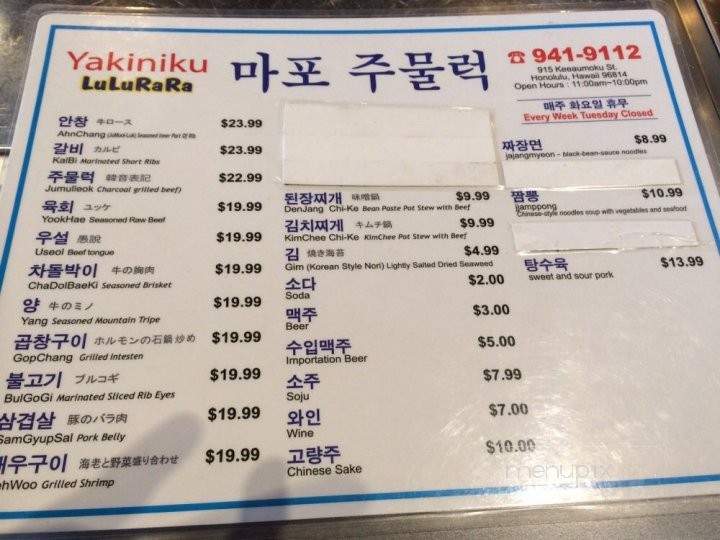 Yakiniku
LuLuRaRa
마포 주물럭
☎ 941-9112
915 Keeaumoku St.
Honolulu, Hawaii 96814
Open Hours : 11:00am~10:00pm
매주 화요일 휴무
Every Week Tuesday Closed
안창 牛ロース $23.99
AhnChang (JuMool-Luk) Seasoned Inner Part Of Rib
갈비 カルビ $23.99
KalBi Marinated Short Ribs
주물럭 韓音表記 $22.99
Jumulleok Charcoal grilled beef)
육회 ユッケ $19.99
YookHae Seasoned Raw Beef
우설 愚説 $19.99
Useol Beef tongue
차돌박이 牛の胸肉 $19.99
ChaDolBaeKi Seasoned Brisket
양 牛のミノ $19.99
Yang Seasoned Mountain Tripe
곱창구이 ホルモンの石鍋炒め $19.99
GopChang Grilled Intesten
불고기 プルコギ $19.99
BulGoGi Marinated Sliced Rib Eyes
삼겹살 豚のバラ肉 $19.99
SamGyupSal Pork Belly
새우구이 海老と野菜盛り合わせ $19.99
ehWoo Grilled Shrimp
된장찌개 味噌鍋 $9.99
DenJang Chi-Ke Bean Paste Pot Stew with Beef
김치찌게 キムチ鍋 $9.99
KimChee Chi-Ke KimChee Pot Stew with Beef
김 焼き海苔 $4.99
Gim (Korean Style Nori) Lightly Salted Dried Seaweed
소다 $2.00
Soda
맥주 $3.00
Beer
수입맥주 $5.00
Importation Beer
소주 $7.99
Soju
와인 $7.00
Wine
고량주 $10.00
Chinese Sake
짜장면 $8.99
jajangmyeon - black-bean-sauce noodles
짬뽕 $10.99
jjamppong
Chinese-style noodles soup with vegetables and seafood
탕수육 $13.99
sweet and sour pork
menupix